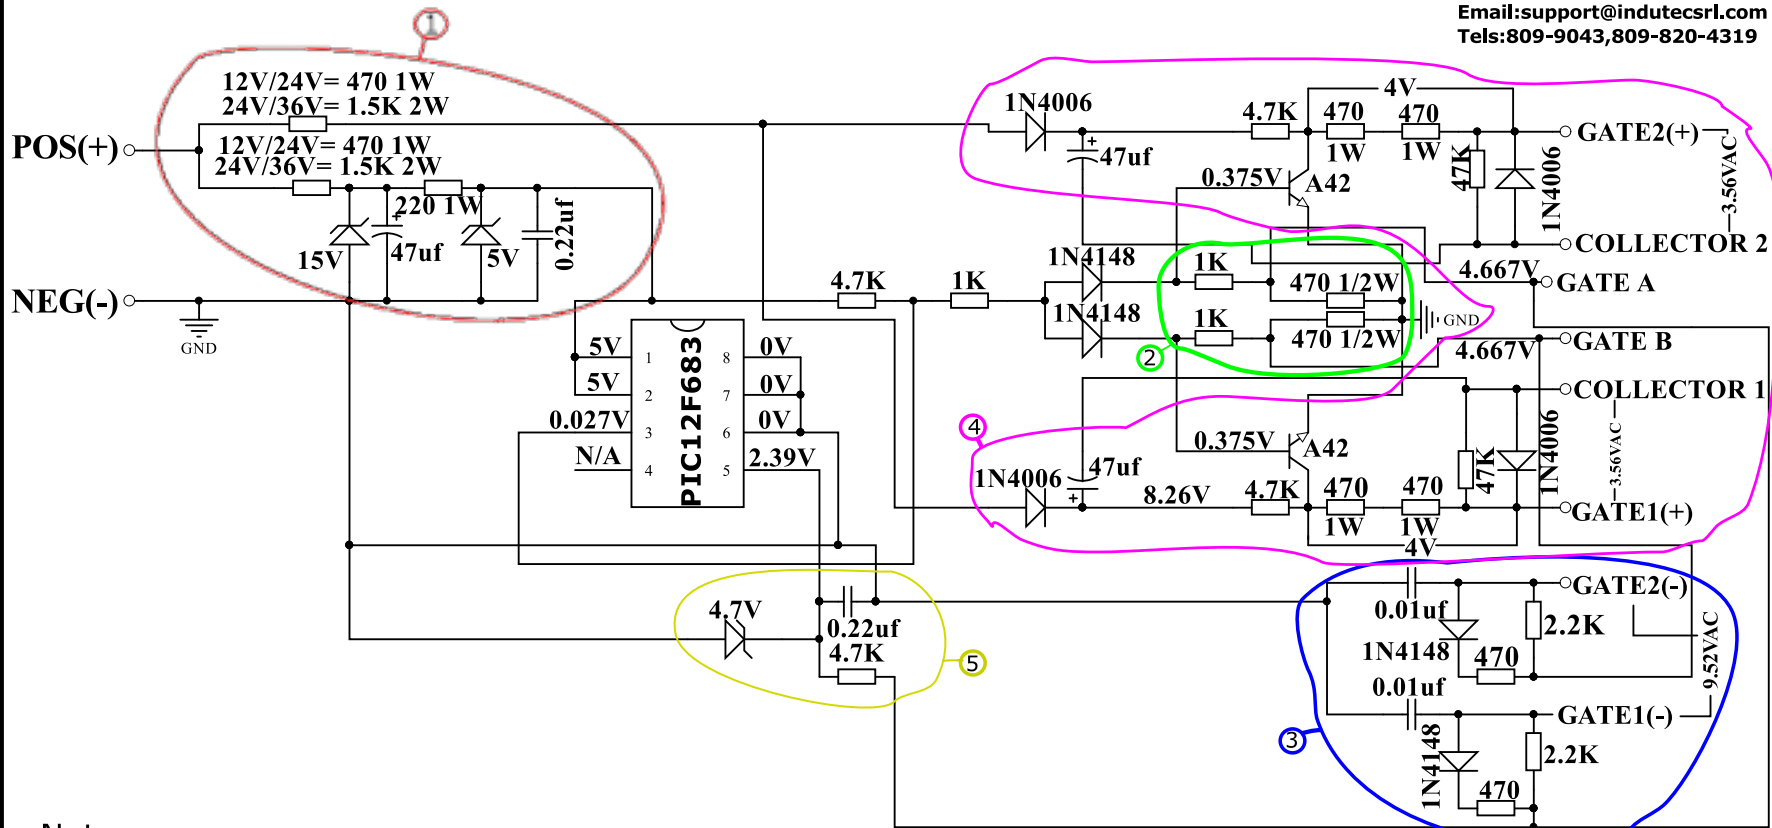 Email:support@indutecsrl.com
Tels:809-9043,809-820-4319
1
12V/24V= 470 1W
24V/36V= 1.5K 2W
POS(+)
12V/24V= 470 1W
24V/36V= 1.5K 2W
220 1W
15V
47uf
5V
0.22uf
NEG(-)
GND
1N4006
47uf
4.7K
470
1W
470
1W
4V
GATE2(+)
47K
1N4006
3.56VAC
0.375V
A42
COLLECTOR 2
1N4148
1K
470 1/2W
4.667V
GATE A
4.7K
1K
1N4148
1K
470 1/2W
GND
2
GATE B
4.667V
COLLECTOR 1
PIC12F683
5V
1
8
0V
5V
2
7
0V
0.027V
3
6
0V
N/A
4
5
2.39V
4
0.375V
A42
1N4006
47uf
8.26V
4.7K
470
1W
470
1W
4V
47K
1N4006
3.56VAC
GATE1(+)
4.7V
0.22uf
4.7K
5
0.01uf
GATE2(-)
1N4148
470
2.2K
9.52VAC
0.01uf
GATE1(-)
3
1N4148
470
2.2K